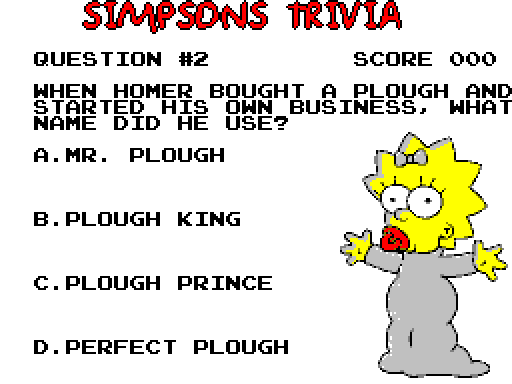 SIMPSONS TRIVIA
QUESTION #2 SCORE 000
WHEN HOMER BOUGHT A PLOUGH AND
STARTED HIS OWN BUSINESS, WHAT
NAME DID HE USE?
A.MR. PLOUGH
B.PLOUGH KING
C.PLOUGH PRINCE
D.PERFECT PLOUGH